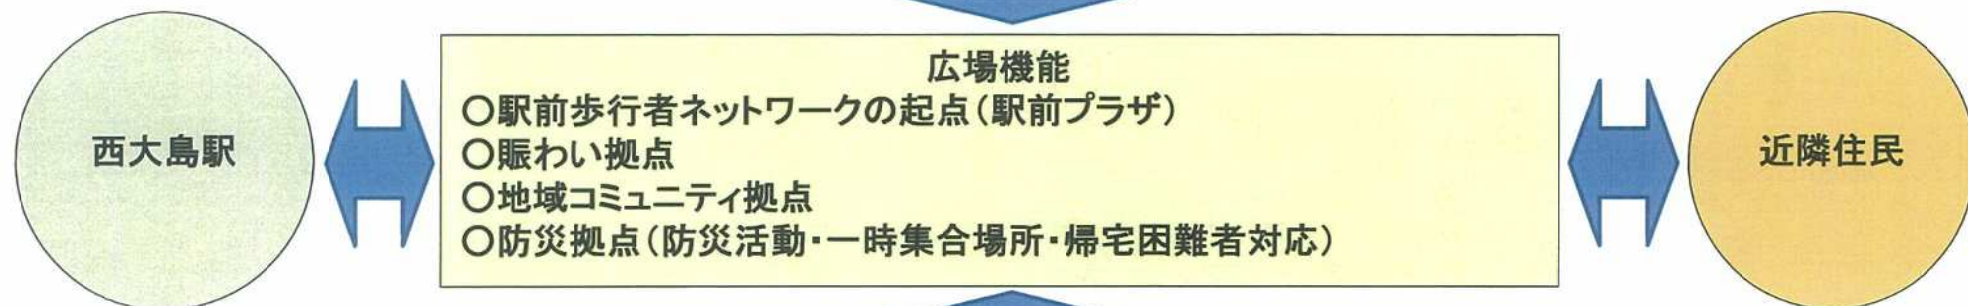 西大島駅
広場機能
○駅前歩行者ネットワークの起点(駅前プラザ)
○賑わい拠点
○地域コミュニティ拠点
○防災拠点(防災活動・一時集合場所・帰宅困難者対応)
近隣住民